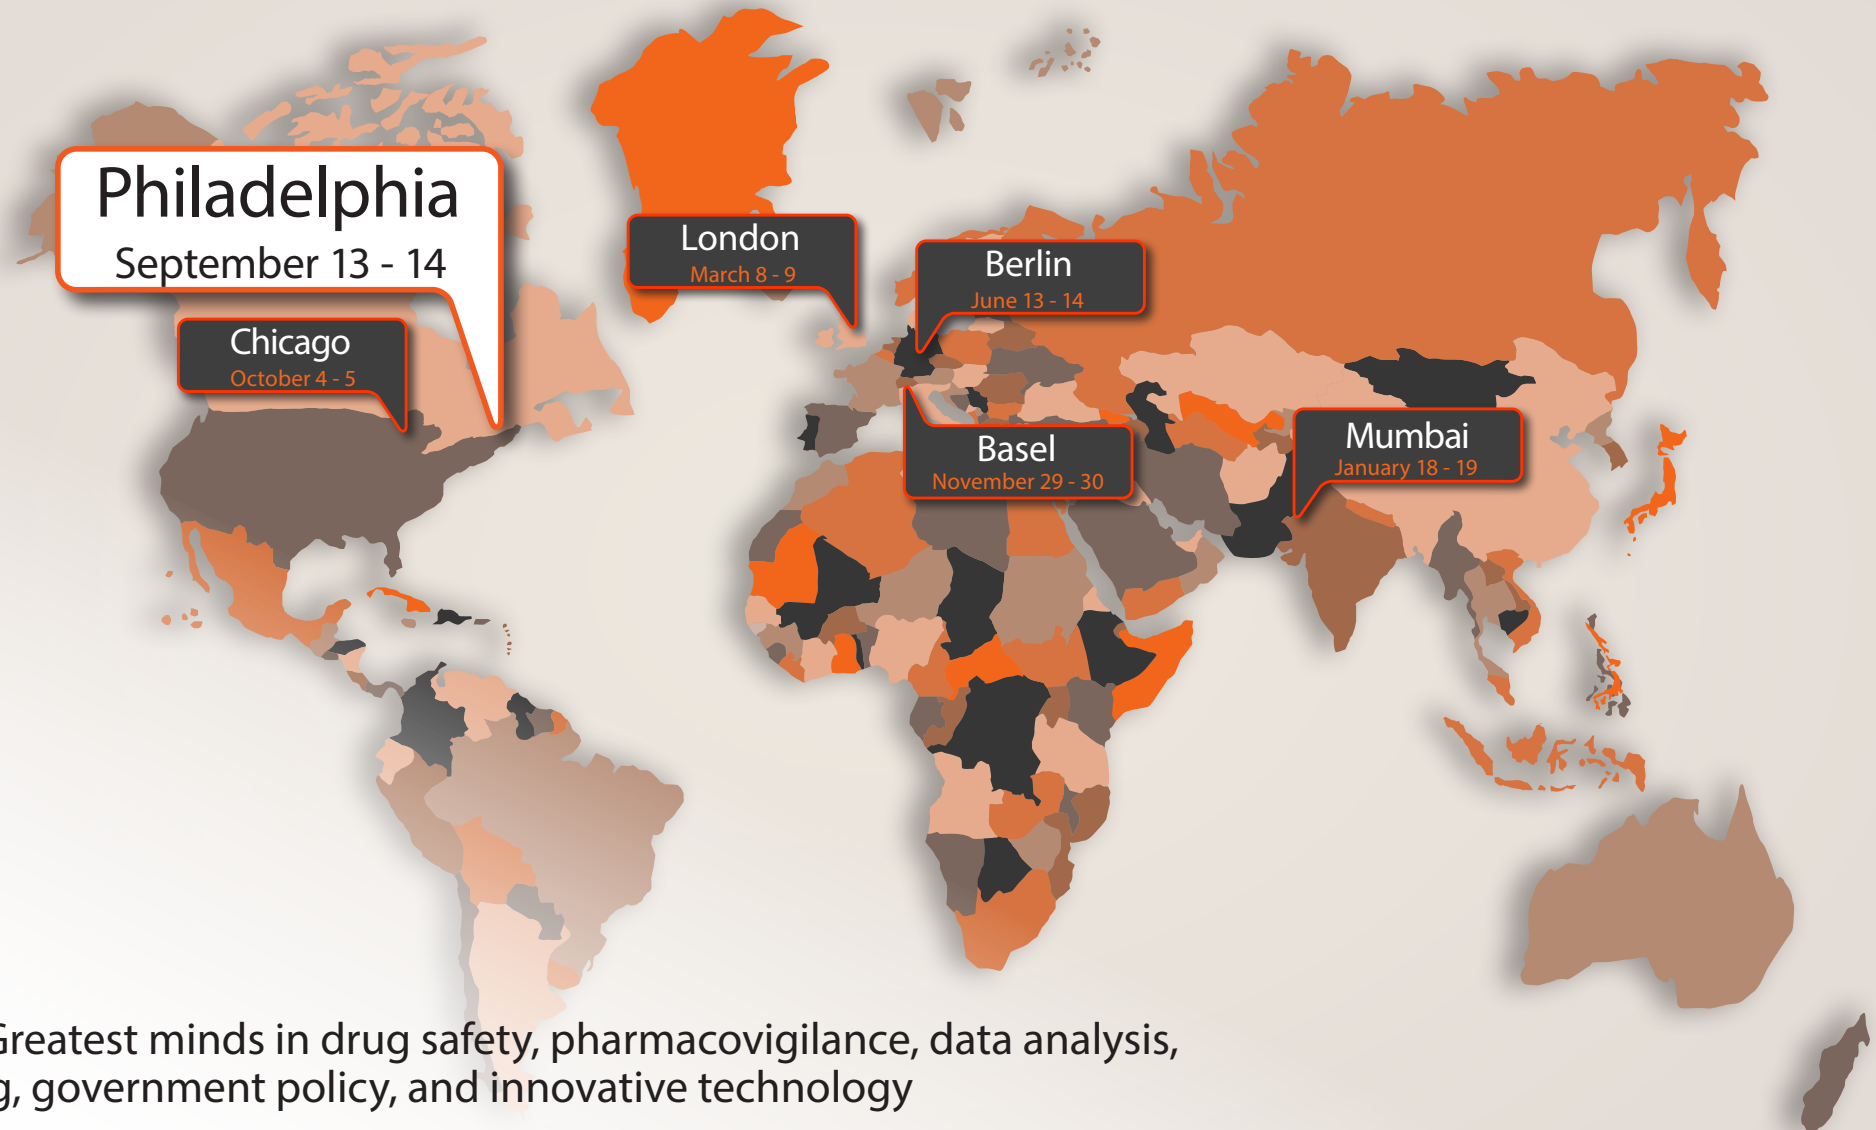 Philadelphia
September 13 - 14
London
March 8 - 9
Berlin
June 13 - 14
Chicago
October 4 - 5
Basel
November 29 - 30
Mumbai
January 18 - 19
Greatest minds in drug safety, pharmacovigilance, data analysis,
government policy, and innovative technology